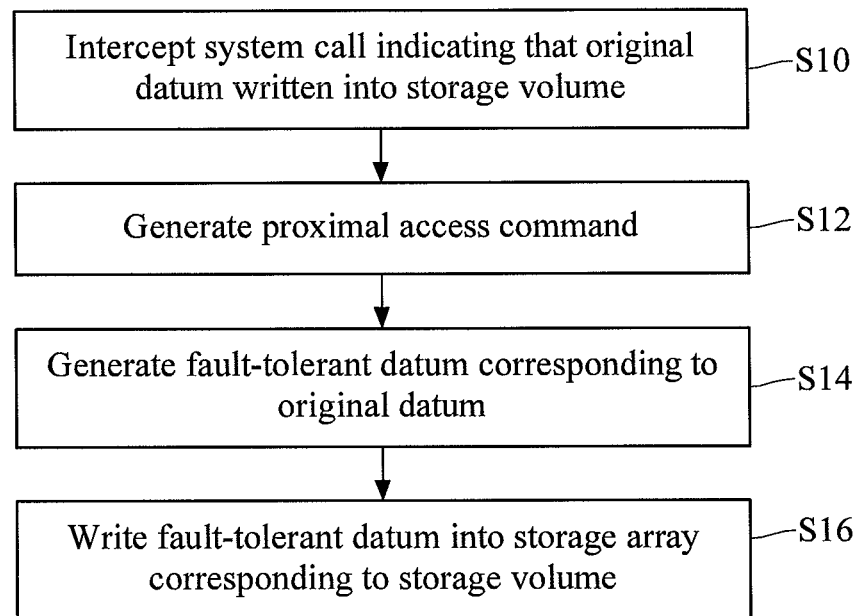 Intercept system call indicating that original
datum written into storage volume
S10
Generate proximal access command
S12
Generate fault-tolerant datum corresponding to
original datum
S14
Write fault-tolerant datum into storage array
corresponding to storage volume
S16